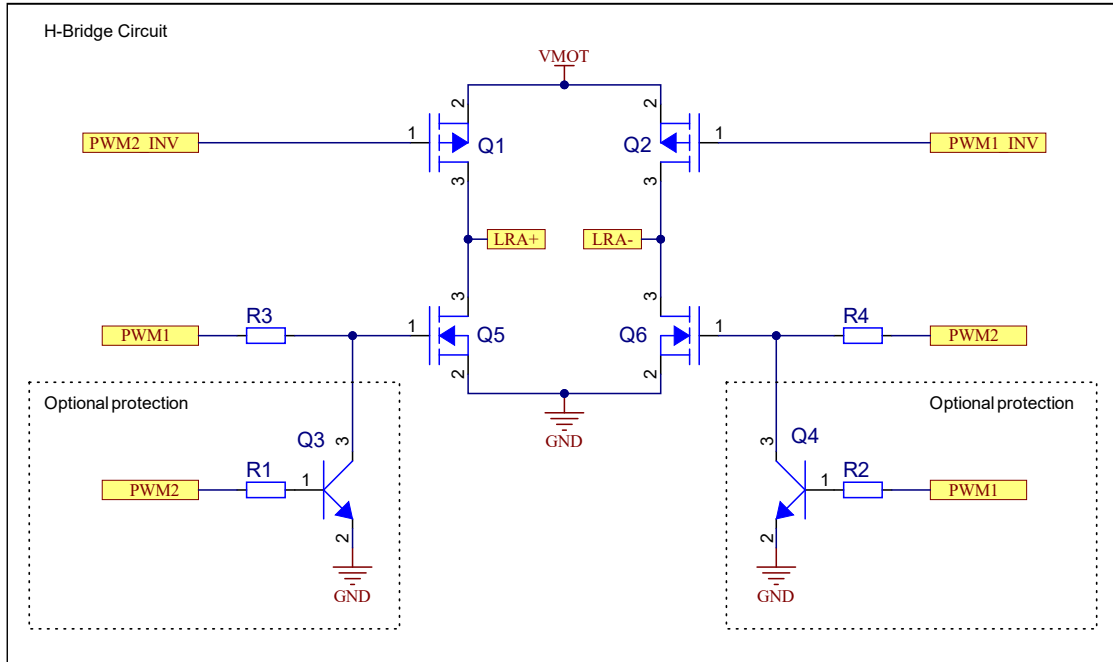 H-Bridge Circuit
VMOT
2
2
PWM2_INV
1
Q1
Q2
1
PWM1_INV
3
3
LRA+
LRA-
3
3
PWM1
R3
1
Q5
Q6
1
R4
PWM2
2
2
Optional protection
GND
Optional protection
Q3
3
3
Q4
PWM2
R1
1
1
R2
PWM1
2
2
GND
GND